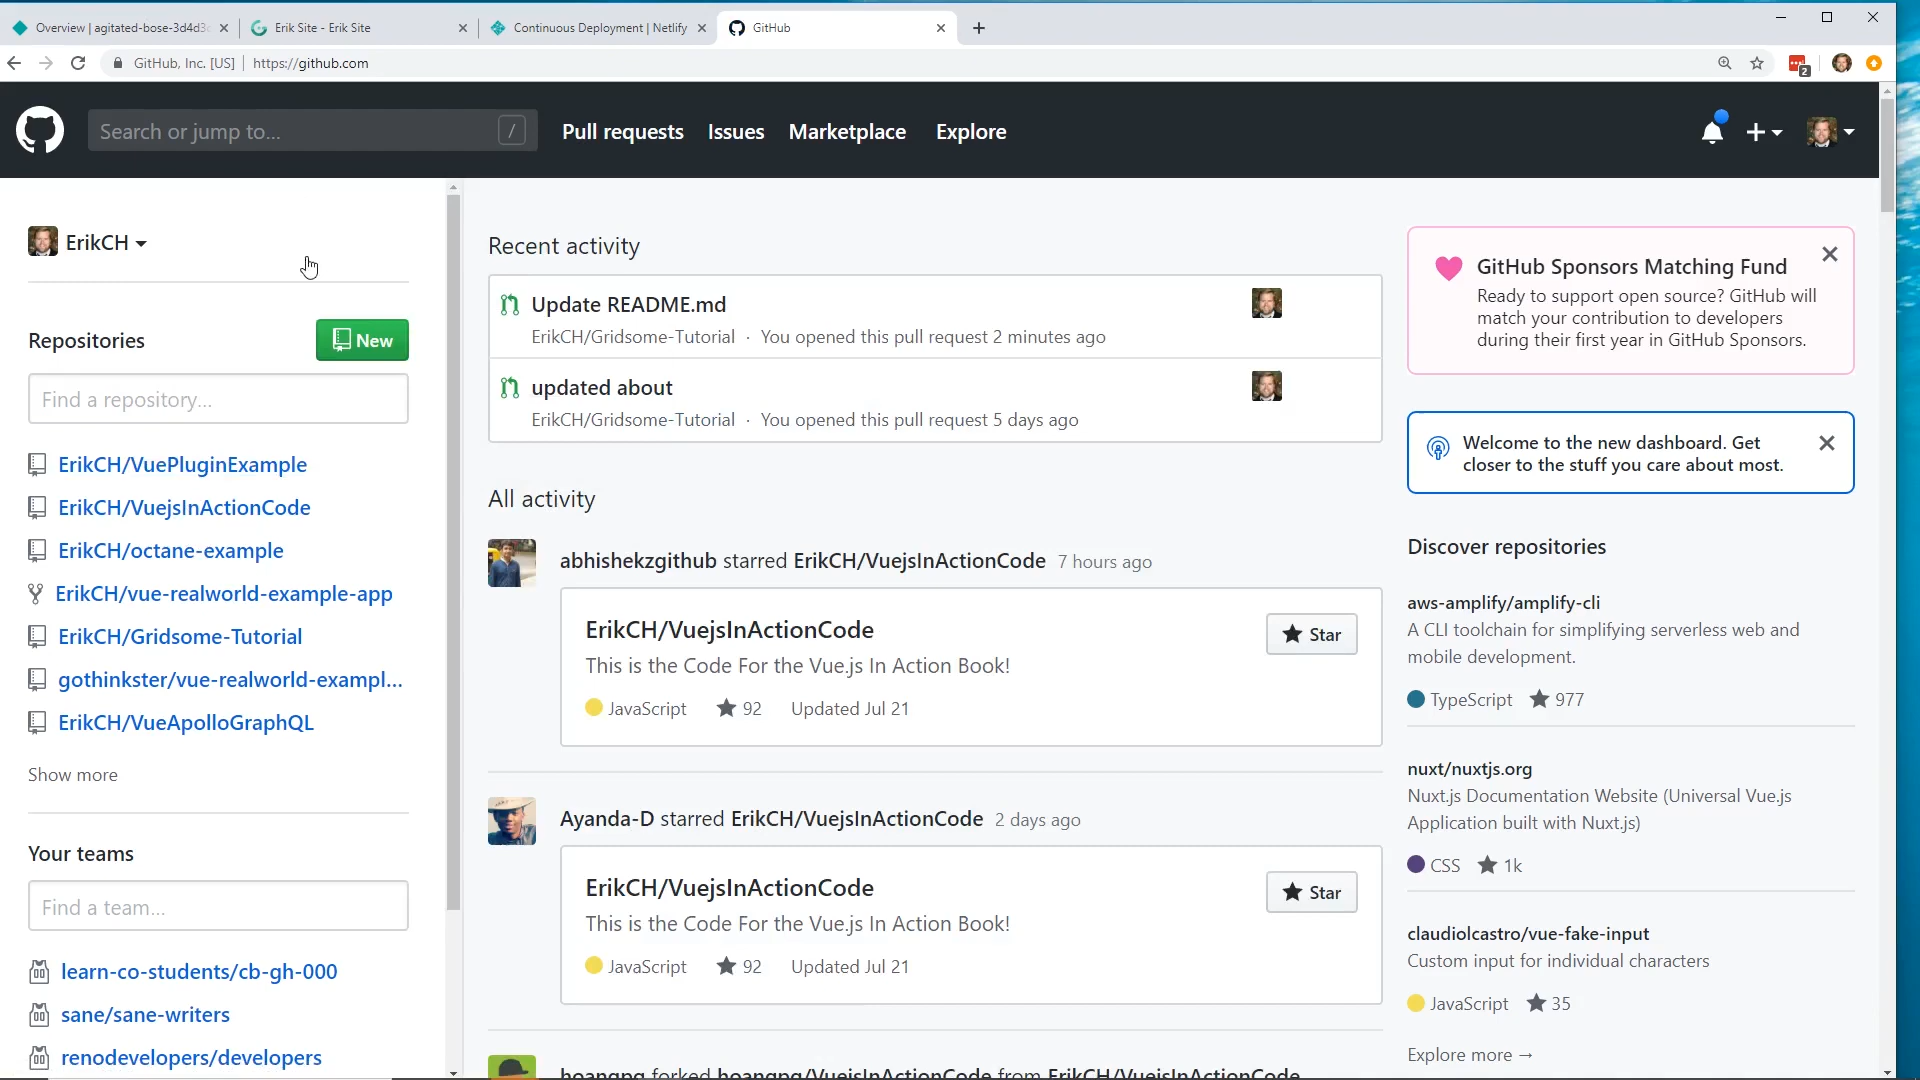 Overview | agitated-bose-3d4d3
Erik Site - Erik Site
Continuous Deployment | Netlify
GitHub
GitHub, Inc. [US]
https://github.com
2
Search or jump to...
/
Pull requests
Issues
Marketplace
Explore
ErikCH
Repositories
New
Find a repository...
ErikCH/VuePluginExample
ErikCH/VuejsInActionCode
ErikCH/octane-example
ErikCH/vue-realworld-example-app
ErikCH/Gridsome-Tutorial
gothinkster/vue-realworld-exampl...
ErikCH/VueApolloGraphQL
Show more
Your teams
Find a team...
learn-co-students/cb-gh-000
sane/sane-writers
renodevelopers/developers
Recent activity
Update README.md
ErikCH/Gridsome-Tutorial · You opened this pull request 2 minutes ago
updated about
ErikCH/Gridsome-Tutorial · You opened this pull request 5 days ago
All activity
abhishekzgithub starred ErikCH/VuejsInActionCode 7 hours ago
ErikCH/VuejsInActionCode
Star
This is the Code For the Vue.js In Action Book!
JavaScript 92 Updated Jul 21
Ayanda-D starred ErikCH/VuejsInActionCode 2 days ago
ErikCH/VuejsInActionCode
Star
This is the Code For the Vue.js In Action Book!
JavaScript 92 Updated Jul 21
hoangpq forked hoangpq/VuejsInActionCode from ErikCH/VuejsInActionCode
GitHub Sponsors Matching Fund
Ready to support open source? GitHub will
match your contribution to developers
during their first year in GitHub Sponsors.
Welcome to the new dashboard. Get
closer to the stuff you care about most.
Discover repositories
aws-amplify/amplify-cli
A CLI toolchain for simplifying serverless web and
mobile development.
TypeScript 977
nuxt/nuxtjs.org
Nuxt.js Documentation Website (Universal Vue.js
Application built with Nuxt.js)
CSS 1k
claudiolcastro/vue-fake-input
Custom input for individual characters
JavaScript 35
Explore more →